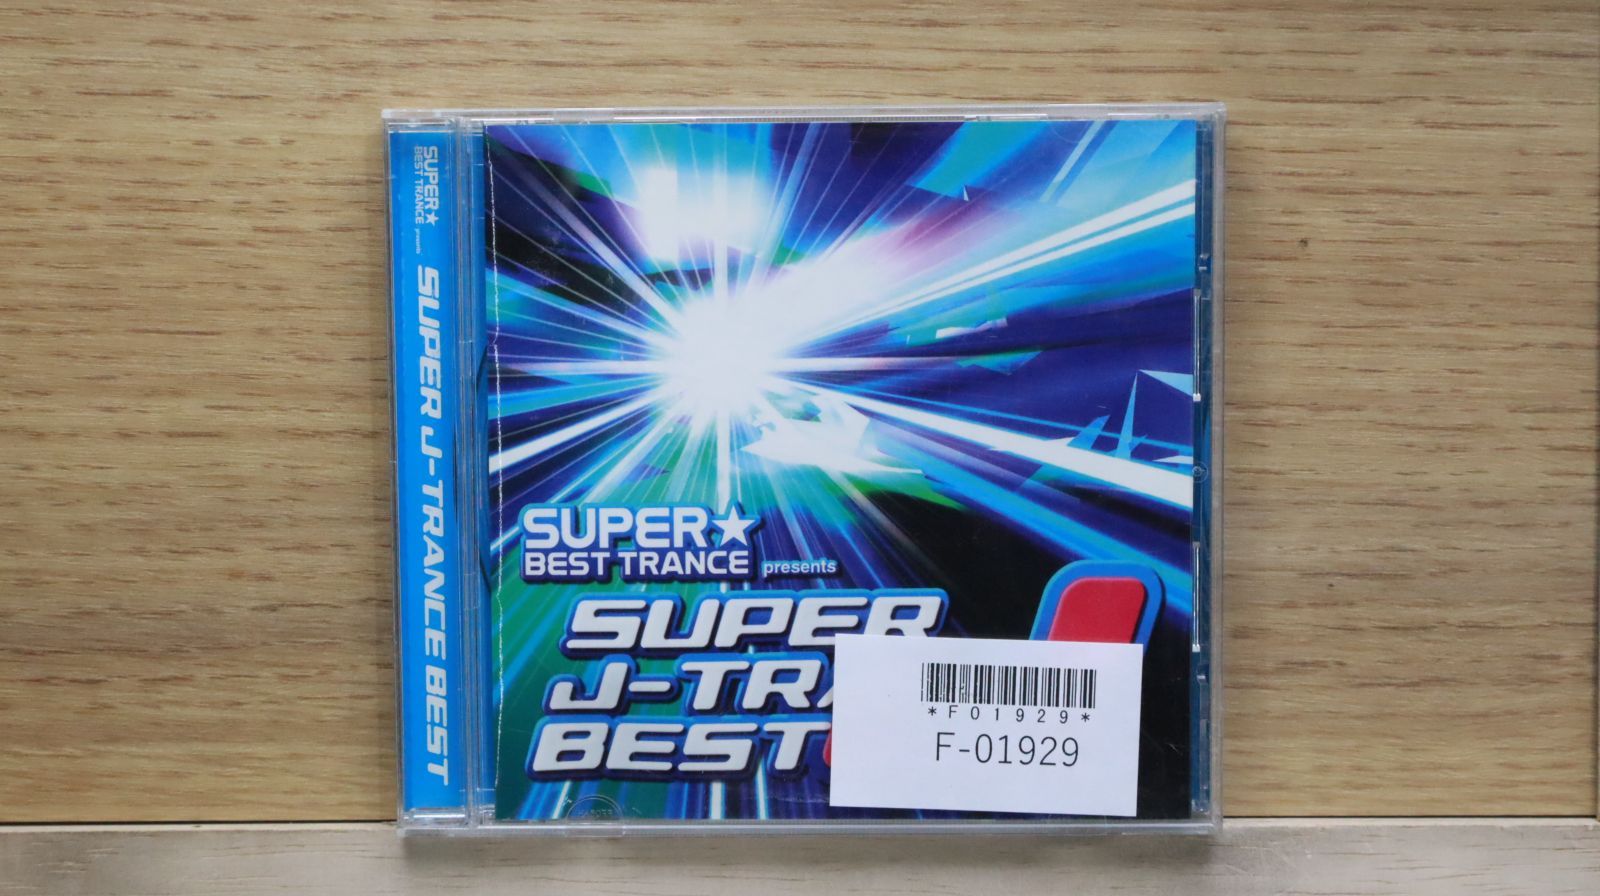 SUPER★
BEST TRANCE
presents
SUPER J-TRANCE BEST
SUPER★
BEST TRANCE presents
SUPER
J-TRA
BEST
*F01929*
F-01929